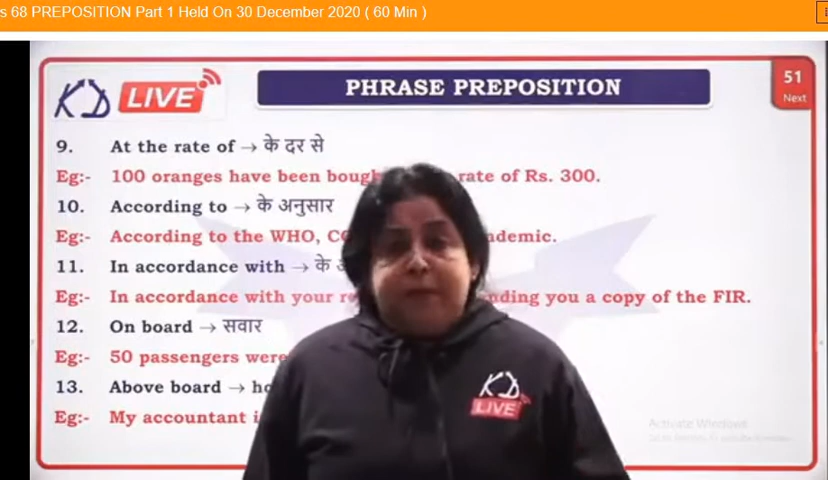 s 68 PREPOSITION Part 1 Held On 30 December 2020 ( 60 Min )
KD LIVE
PHRASE PREPOSITION
51
Next
9. At the rate of → के दर से
Eg:- 100 oranges have been rate of Rs. 300.
10. According to → के अनुसार
Eg:- According to the WHO,
11. In accordance with → के
Eg:- In accordance with your you a copy of the FIR.
12. On board → सवार
Eg:- 50 passengers were
13. Above board →
Eg:- My accountant
KD
LIVE
Activate Windows